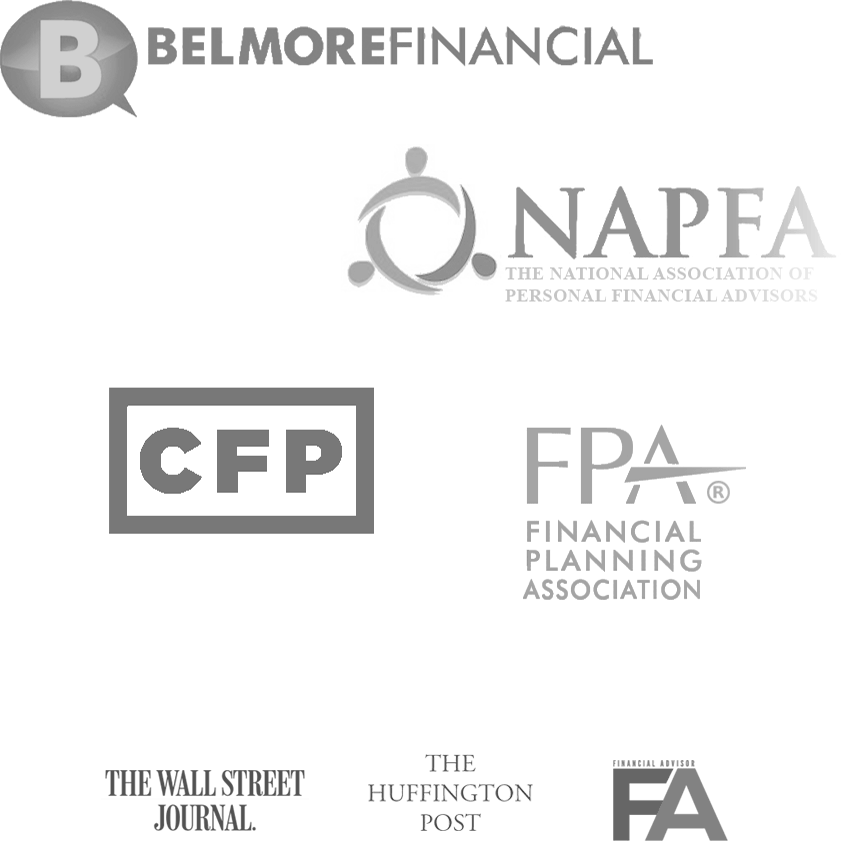 B BELMOREFINANCIAL
NAPFA
THE NATIONAL ASSOCIATION OF
PERSONAL FINANCIAL ADVISORS
CFP
FPA®
FINANCIAL
PLANNING
ASSOCIATION
THE WALL STREET
JOURNAL.
THE
HUFFINGTON
POST
FINANCIAL ADVISOR
FA